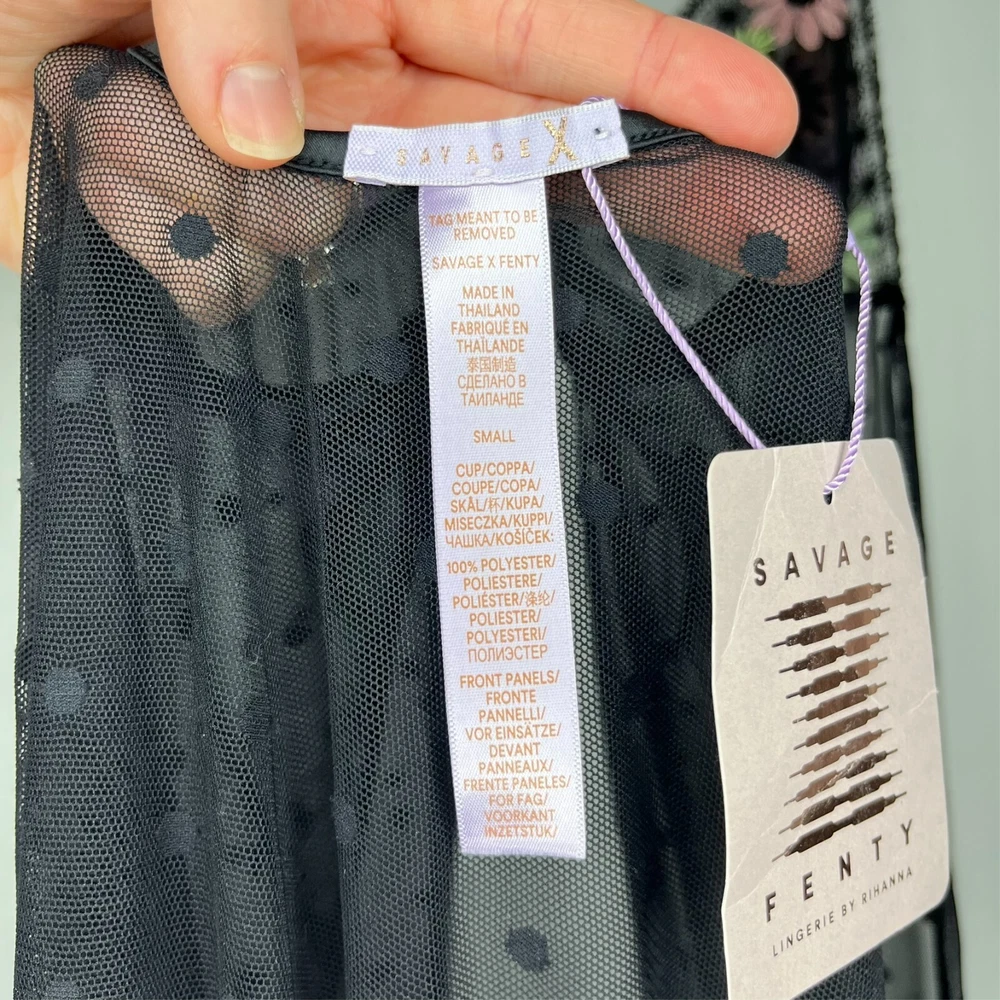 SAVAGE X
TAG MEANT TO BE
REMOVED
SAVAGE X FENTY
MADE IN
THAILAND
FABRIQUÉ EN
THAÏLANDE
泰国制造
СДЕЛАНО В
ТАИЛАНДЕ
SMALL
CUP/COPPA/
COUPE/COPA/
SKÅL/杯/KUPA/
MISECZKA/KUPPI/
ЧАШКА/KOŠÍČEK:
100% POLYESTER/
POLIESTERE/
POLIÉSTER/涤纶/
POLIESTER/
POLYESTERI/
ПОЛИЭСТЕР
FRONT PANELS/
FRONTE
PANNELLI/
VOR EINSÄTZE/
DEVANT
PANNEAUX/
FRENTE PANELES/
FOR FAG/
VOORKANT
INZETSTUK/
SAVAGE
FENTY
LINGERIE BY RIHANNA